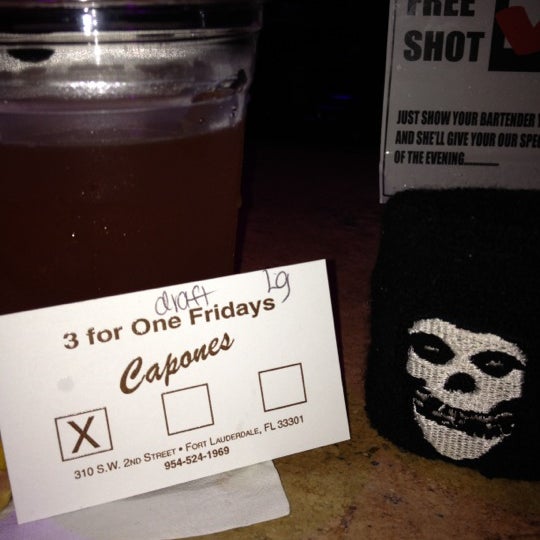 FREE
SHOT
JUST SHOW YOUR BARTENDER
AND SHE'LL GIVE YOUR OUR
OF THE EVENING
draft Lg
3 for One Fridays
Capones
X
310 S.W. 2ND STREET • FORT LAUDERDALE, FL 33301
954-524-1969